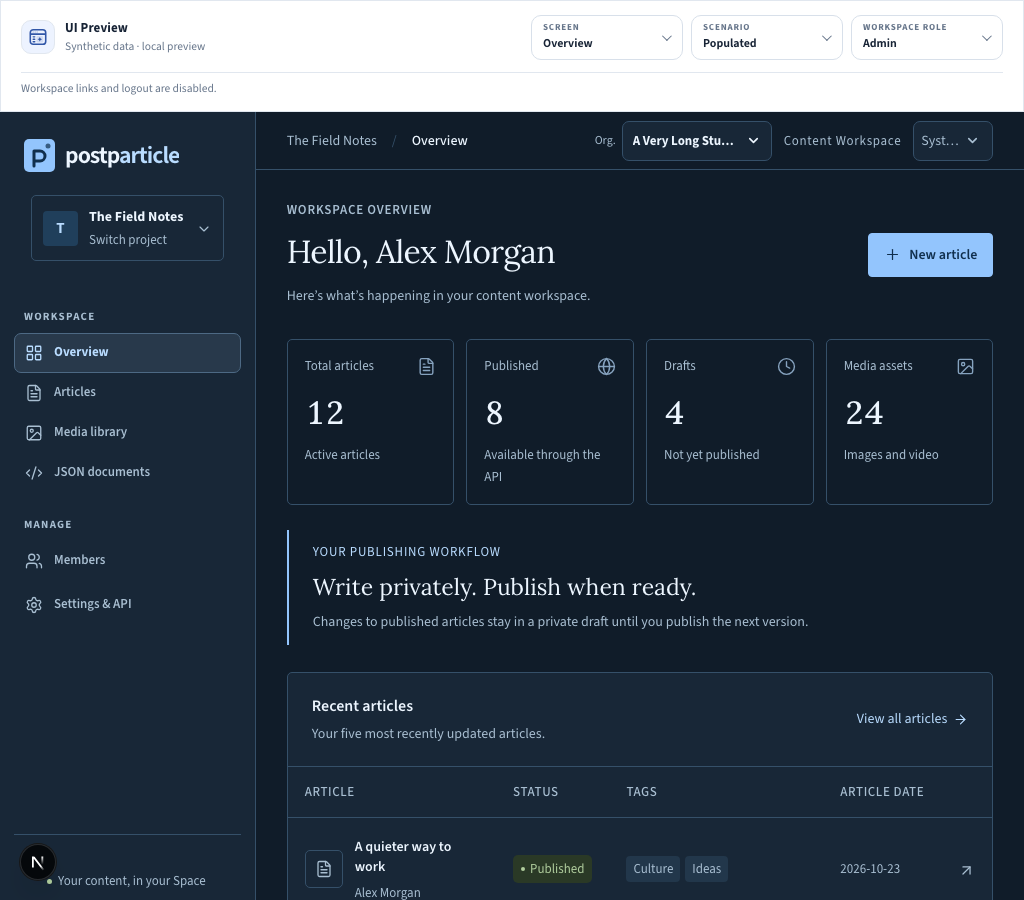 UI Preview
Synthetic data · local preview
SCREEN
Overview
SCENARIO
Populated
WORKSPACE ROLE
Admin
Workspace links and logout are disabled.
postparticle
T
The Field Notes
Switch project
WORKSPACE
Overview
Articles
Media library
JSON documents
MANAGE
Members
Settings & API
N
Your content, in your Space
The Field Notes / Overview
Org.
A Very Long Stu...
Content Workspace
Syst...
WORKSPACE OVERVIEW
Hello, Alex Morgan
Here’s what’s happening in your content workspace.
New article
Total articles
12
Active articles
Published
8
Available through the
API
Drafts
4
Not yet published
Media assets
24
Images and video
YOUR PUBLISHING WORKFLOW
Write privately. Publish when ready.
Changes to published articles stay in a private draft until you publish the next version.
Recent articles
Your five most recently updated articles.
View all articles
ARTICLE STATUS TAGS ARTICLE DATE
A quieter way to
work
Alex Morgan
Published
Culture
Ideas
2026-10-23